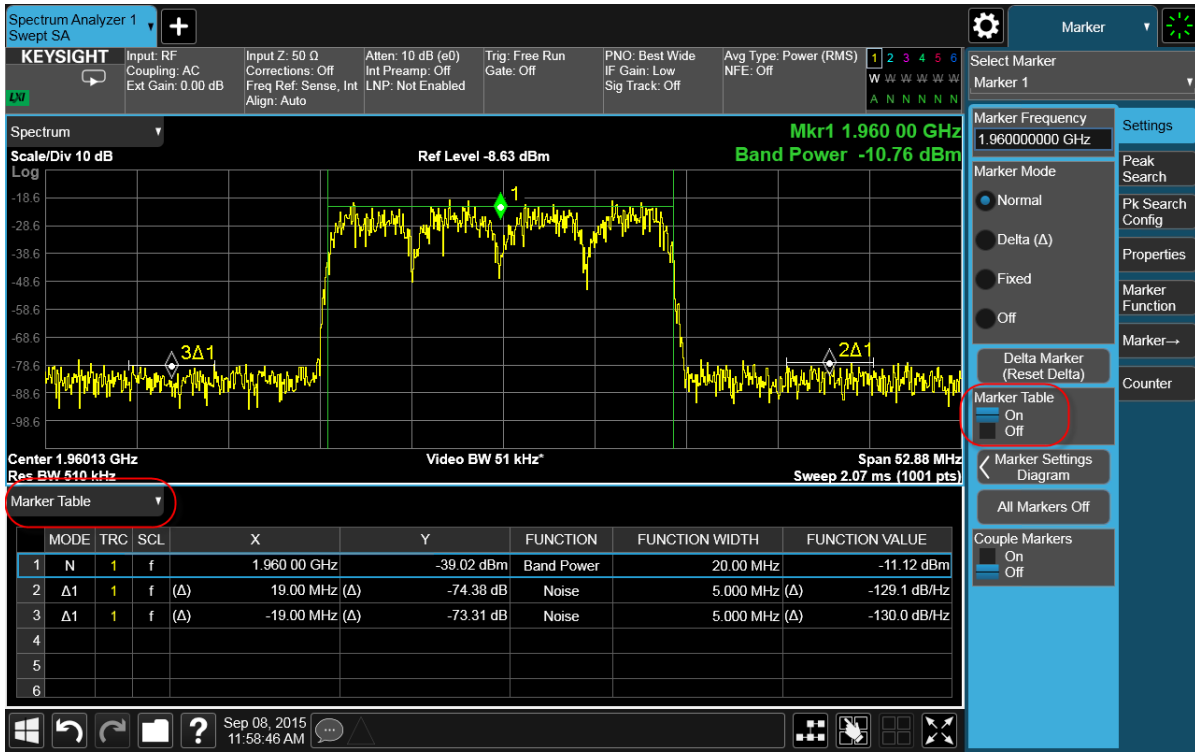 Spectrum Analyzer 1
Swept SA
KEYSIGHT
LXI
Input: RF
Coupling: AC
Ext Gain: 0.00 dB
Input Z: 50 Ω
Corrections: Off
Freq Ref: Sense, Int
Align: Auto
Atten: 10 dB (e0)
Int Preamp: Off
LNP: Not Enabled
Trig: Free Run
Gate: Off
PNO: Best Wide
IF Gain: Low
Sig Track: Off
Avg Type: Power (RMS)
NFE: Off
1 2 3 4 5 6
W W W W W W
A N N N N N
Spectrum
Scale/Div 10 dB
Log
Ref Level -8.63 dBm
Mkr1 1.960 00 GHz
Band Power -10.76 dBm
-18.6
-28.6
-38.6
-48.6
-58.6
-68.6
-78.6
-88.6
-98.6
1
3Δ1
2Δ1
Center 1.96013 GHz
Res BW 510 kHz
Video BW 51 kHz*
Span 52.88 MHz
Sweep 2.07 ms (1001 pts)
Marker Table
MODE TRC SCL X Y FUNCTION FUNCTION WIDTH FUNCTION VALUE
1 N 1 f 1.960 00 GHz -39.02 dBm Band Power 20.00 MHz -11.12 dBm
2 Δ1 1 f (Δ) 19.00 MHz (Δ) -74.38 dB Noise 5.000 MHz (Δ) -129.1 dB/Hz
3 Δ1 1 f (Δ) -19.00 MHz (Δ) -73.31 dB Noise 5.000 MHz (Δ) -130.0 dB/Hz
4
5
6
?
Sep 08, 2015
11:58:46 AM
Marker
Select Marker
Marker 1
Marker Frequency
1.960000000 GHz
Marker Mode
Normal
Delta (Δ)
Fixed
Off
Delta Marker
(Reset Delta)
Marker Table
On
Off
Marker Settings
Diagram
All Markers Off
Couple Markers
On
Off
Settings
Peak
Search
Pk Search
Config
Properties
Marker
Function
Marker→
Counter